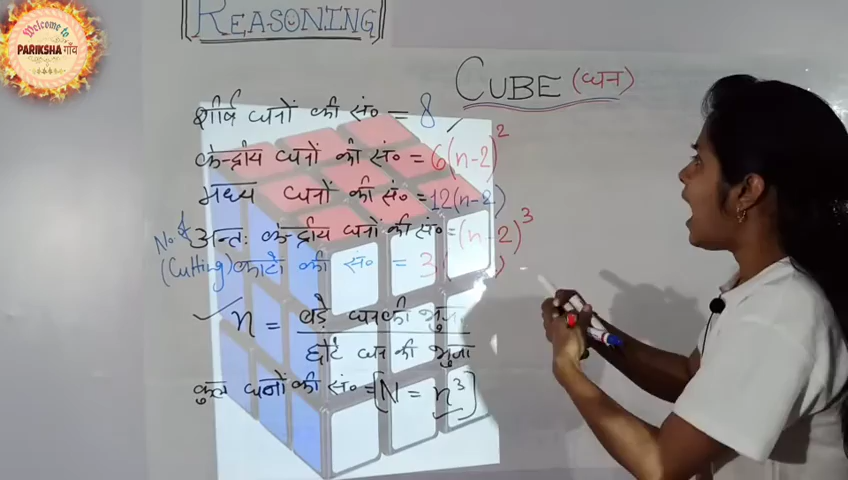 Welcome to
PARIKSHA गाँव
REASONING
CUBE (घन)
शीर्ष घनों की सं० = 8
केन्द्रीय घनों की सं० = 6(n-2)²
मध्य घनों की सं० = 12(n-2)
अन्तः केन्द्रीय घनों की सं० = (n-2)³
No. of
(Cutting) काटों की सं० = 3( )
n = बड़े घन की भुजा
छोटे घन की भुजा
कुल घनों की सं० = [N = n³]